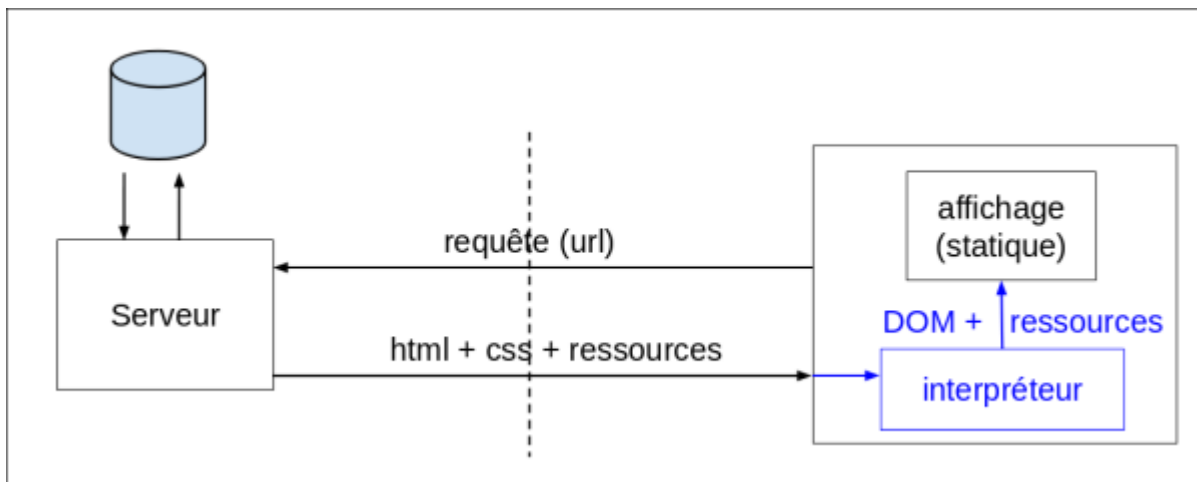 affichage
(statique)
requête (url)
Serveur
DOM + ressources
html + css + ressources
interpréteur